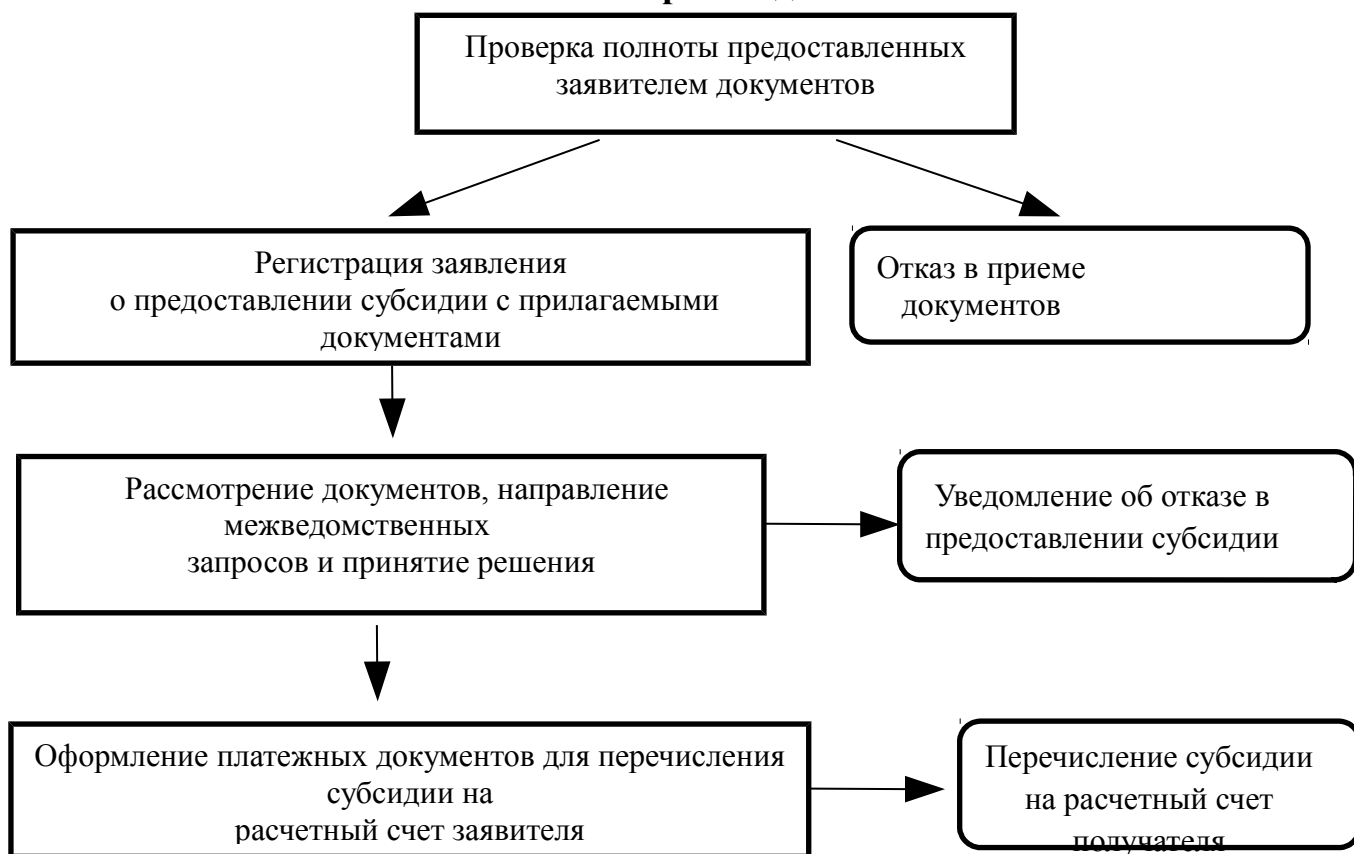 Проверка полноты предоставленных
заявителем документов
Регистрация заявления
о предоставлении субсидии с прилагаемыми
документами
Отказ в приеме
документов
Рассмотрение документов, направление
межведомственных
запросов и принятие решения
Уведомление об отказе в
предоставлении субсидии
Оформление платежных документов для перечисления
субсидии на
расчетный счет заявителя
Перечисление субсидии
на расчетный счет
получателя